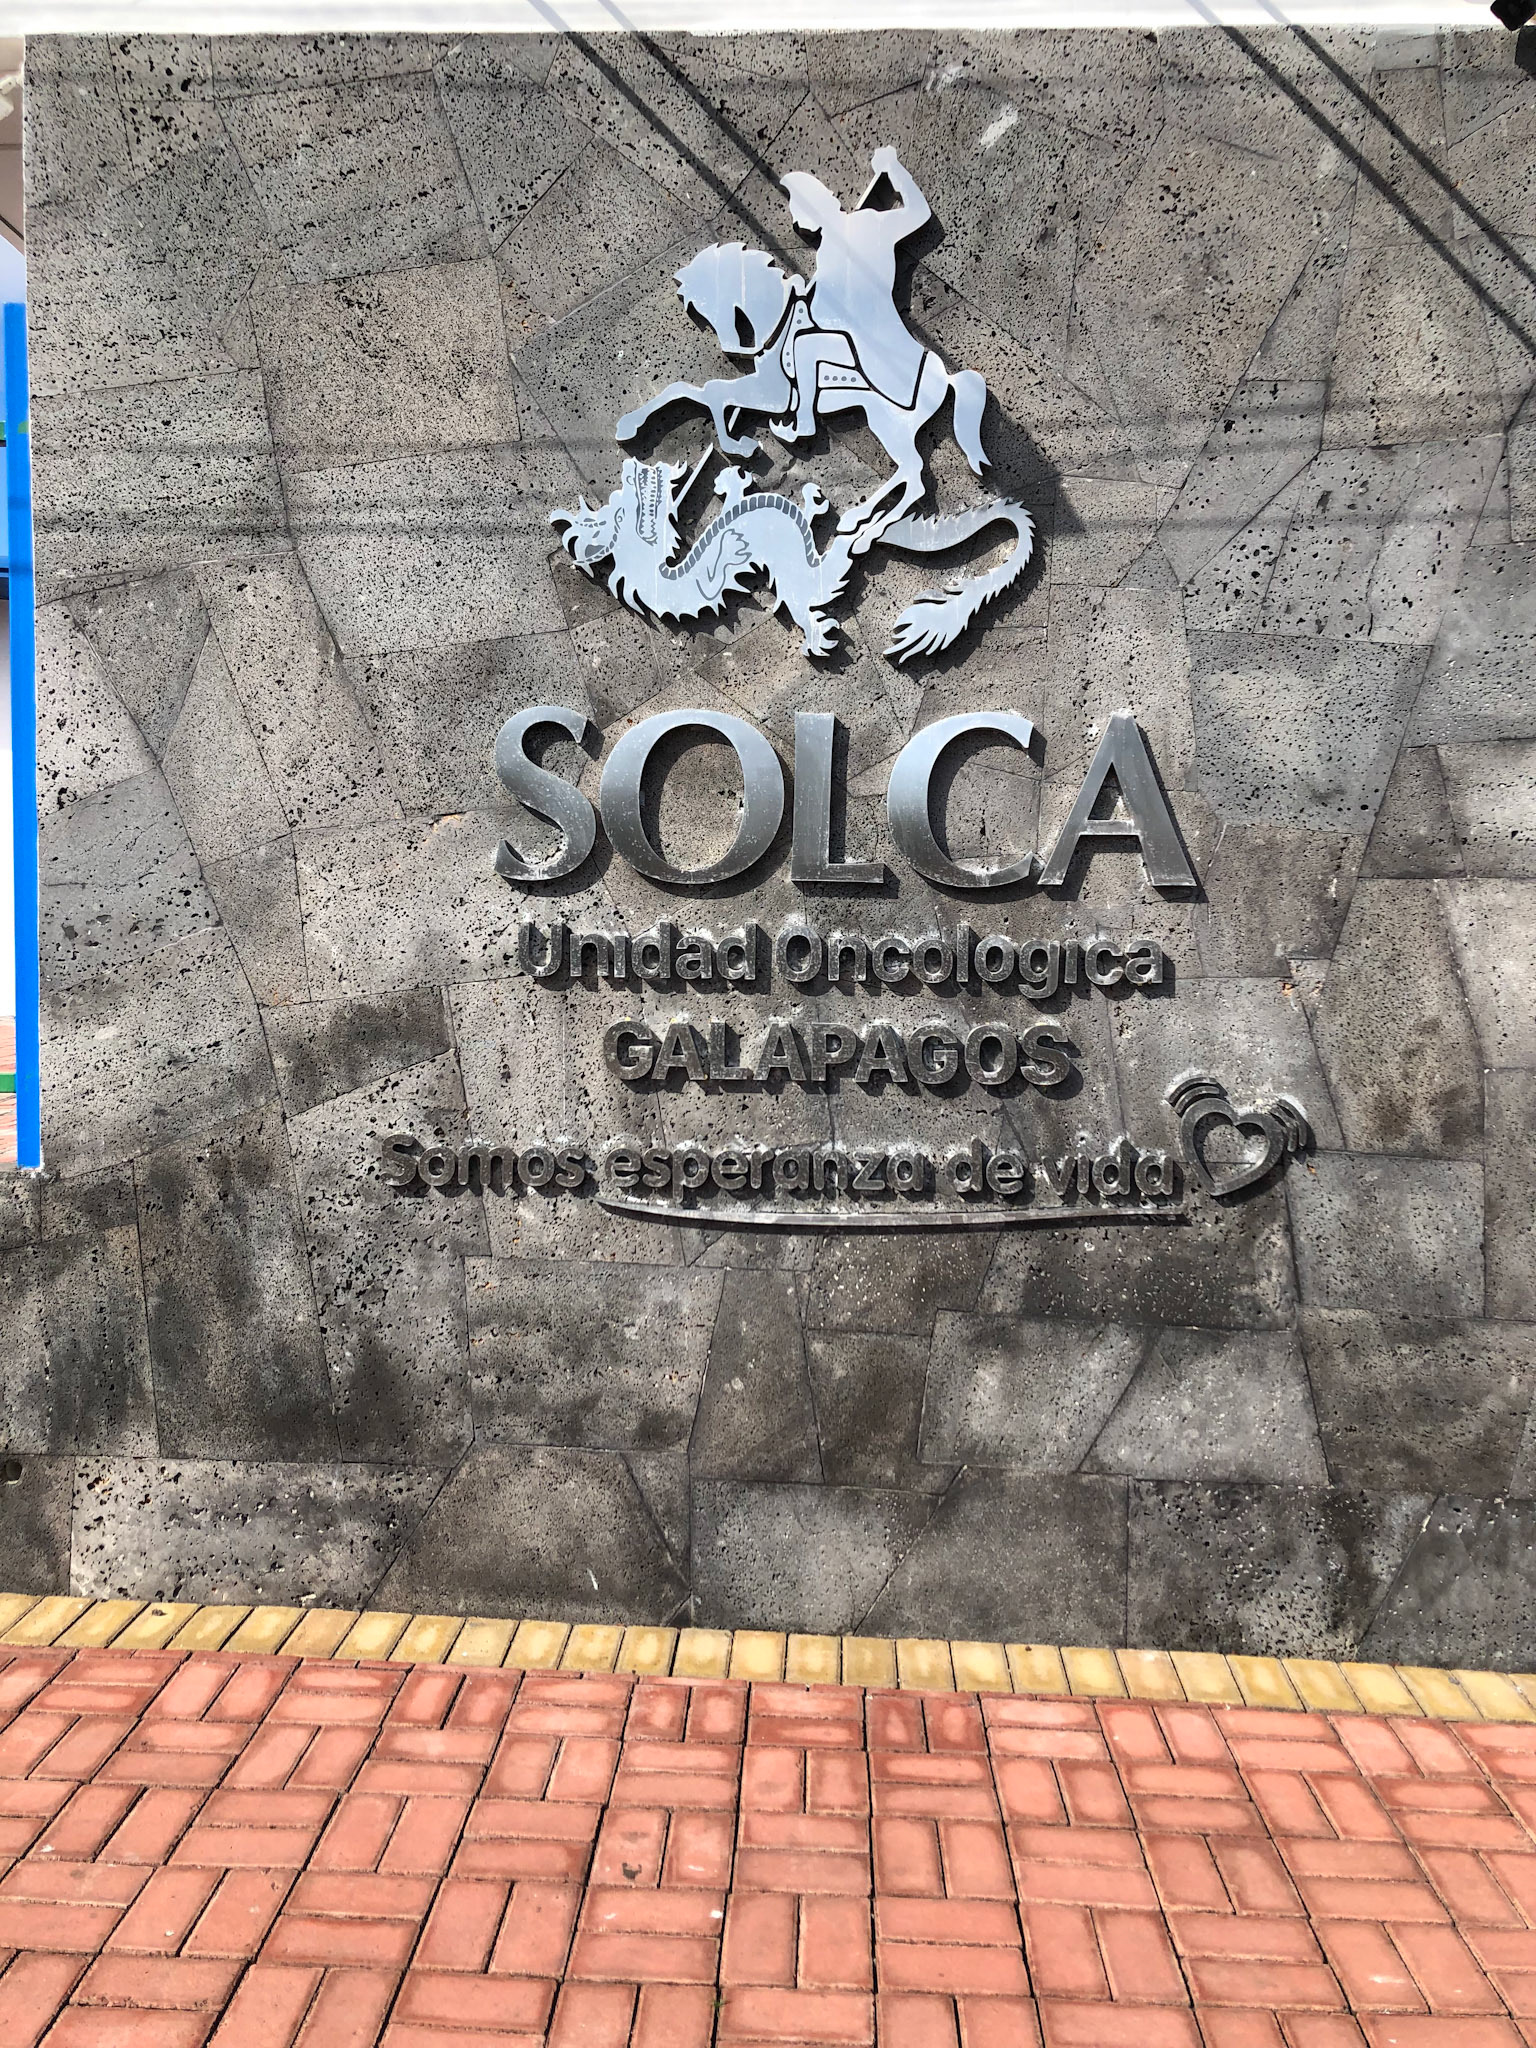 SOLCA
Unidad Oncologica
GALAPAGOS
Somos esperanza de vida